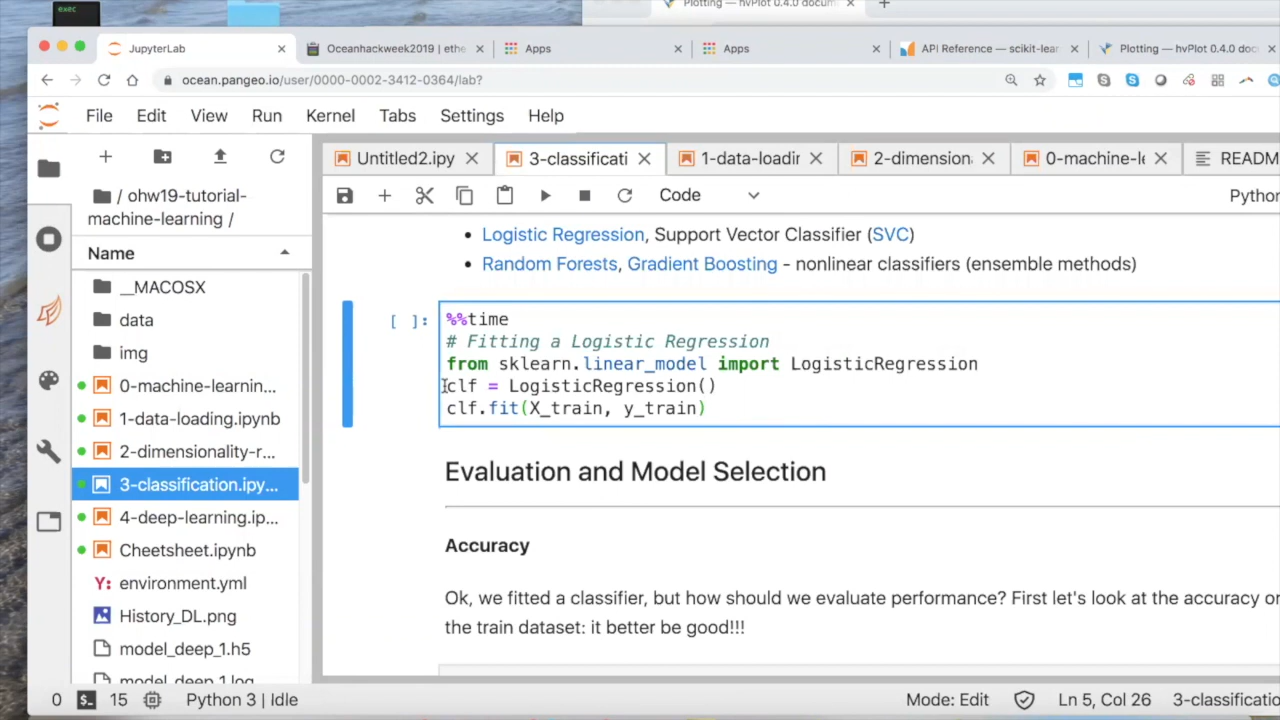 exec
Plotting — hvPlot 0.4.0 docum
JupyterLab
Oceanhackweek2019 | ethe
Apps
Apps
API Reference — scikit-lear
Plotting — hvPlot 0.4.0 doc
ocean.pangeo.io/user/0000-0002-3412-0364/lab?
File Edit View Run Kernel Tabs Settings Help
Untitled2.ipy
3-classificati
1-data-loadir
2-dimension
0-machine-le
READM
Code
Python
/ ohw19-tutorial-
machine-learning /
Name
__MACOSX
data
img
0-machine-learnin...
1-data-loading.ipynb
2-dimensionality-r...
3-classification.ipy...
4-deep-learning.ip...
Cheetsheet.ipynb
Y: environment.yml
History_DL.png
model_deep_1.h5
model_deep_1.log
Logistic Regression, Support Vector Classifier (SVC)
Random Forests, Gradient Boosting - nonlinear classifiers (ensemble methods)
[ ]:
%%time
# Fitting a Logistic Regression
from sklearn.linear_model import LogisticRegression
clf = LogisticRegression()
clf.fit(X_train, y_train)
Evaluation and Model Selection
Accuracy
Ok, we fitted a classifier, but how should we evaluate performance? First let's look at the accuracy or
the train dataset: it better be good!!!
0 15 Python 3 | Idle
Mode: Edit Ln 5, Col 26 3-classificatio